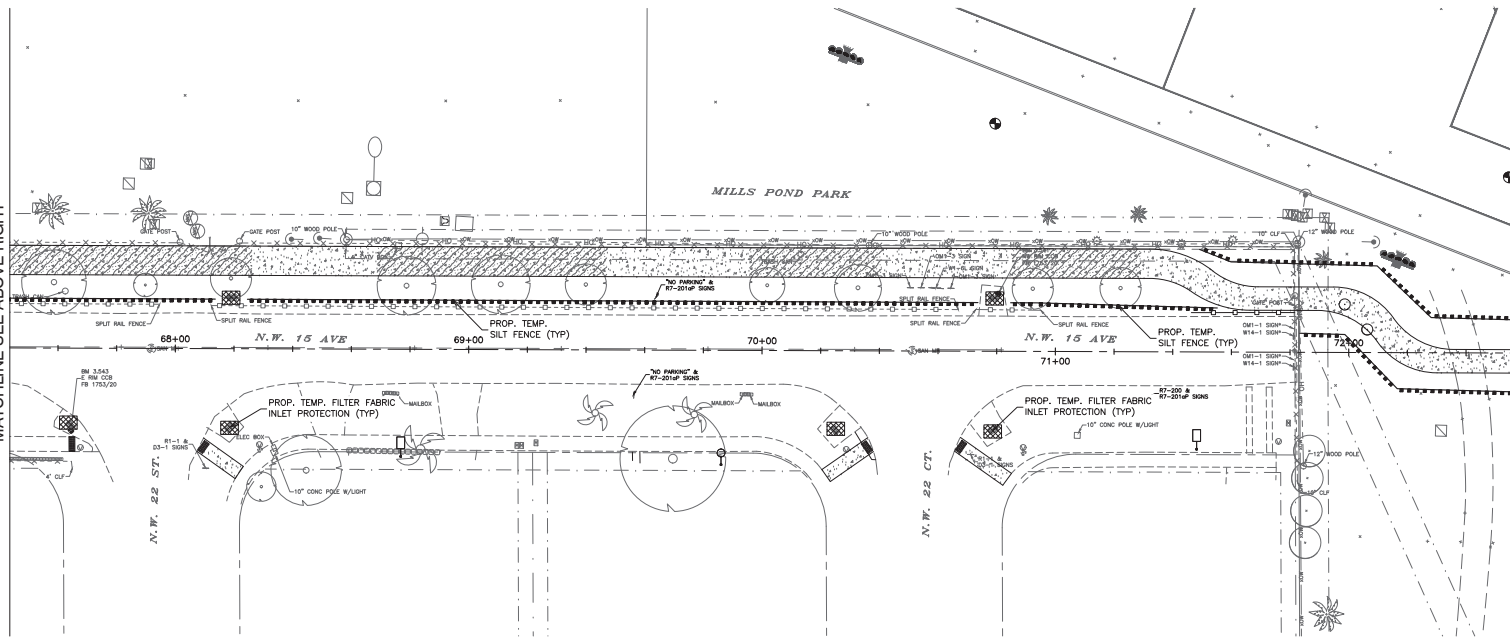 MILLS POND PARK
GATE POST
GATE POST
10" WOOD POLE
10" WOOD POLE
10" CLF
12" WOOD POLE
"NO PARKING" &
R7-201aP SIGNS
SPLIT RAIL FENCE
SPLIT RAIL FENCE
SPLIT RAIL FENCE
SPLIT RAIL FENCE
SPLIT RAIL FENCE
GATE POST
PROP. TEMP.
SILT FENCE (TYP)
PROP. TEMP.
SILT FENCE (TYP)
OM1-1 SIGN
W14-1 SIGN
OM1-1 SIGN
W14-1 SIGN
68+00
N.W. 15 AVE
69+00
70+00
N.W. 15 AVE
71+00
72+00
BM 3.543
E RIM CCB
FB 1753/20
"NO PARKING" &
R7-201aP SIGNS
MAILBOX
MAILBOX
MAILBOX
R7-200 &
R7-201aP SIGNS
PROP. TEMP. FILTER FABRIC
INLET PROTECTION (TYP)
PROP. TEMP. FILTER FABRIC
INLET PROTECTION (TYP)
R1-1 &
D3-1 SIGNS
ELEC BOX
10" CONC POLE W/LIGHT
R1-1 &
D3-1 SIGNS
12" WOOD POLE
4' CLF
10" CONC POLE W/LIGHT
N.W. 22 ST.
N.W. 22 CT.